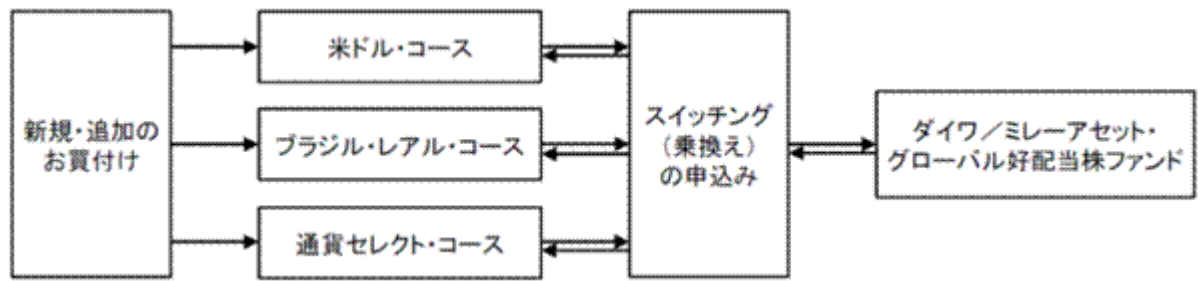 新規・追加の
お買付け
米ドル・コース
ブラジル・レアル・コース
通貨セレクト・コース
スイッチング
（乗換え）
の申込み
ダイワ／ミレーアセット・
グローバル好配当株ファンド